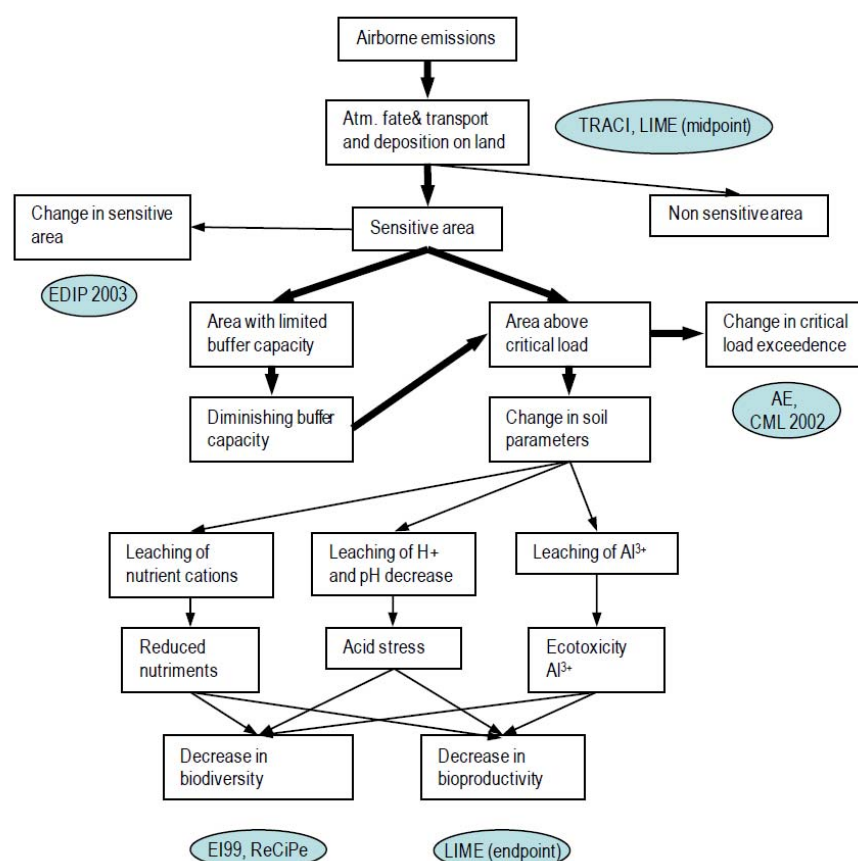 Airborne emissions
Atm. fate& transport
and deposition on land
TRACI, LIME (midpoint)
Change in sensitive
area
Sensitive area
Non sensitive area
EDIP 2003
Area with limited
buffer capacity
Area above
critical load
Change in critical
load exceedence
Diminishing buffer
capacity
Change in soil
parameters
AE,
CML 2002
Leaching of
nutrient cations
Leaching of H+
and pH decrease
Leaching of Al³⁺
Reduced
nutriments
Acid stress
Ecotoxicity
Al³⁺
Decrease in
biodiversity
Decrease in
bioproductivity
EI99, ReCiPe
LIME (endpoint)